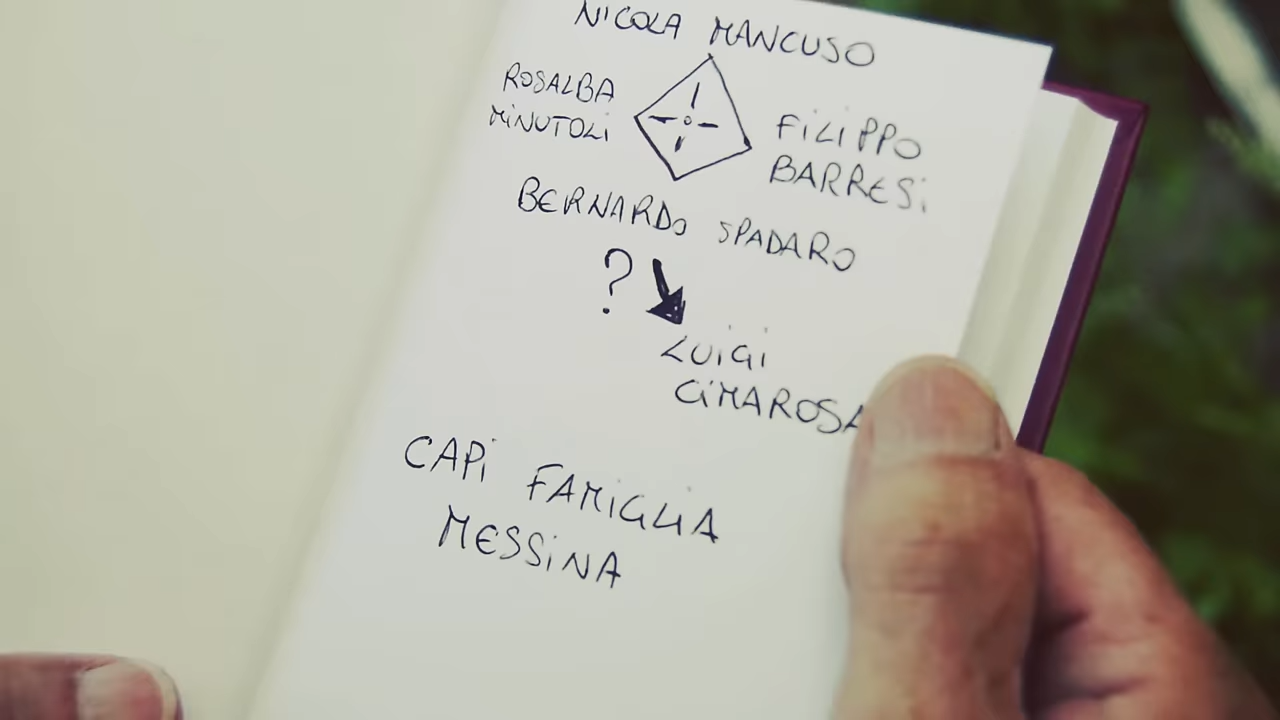 NICOLA MANCUSO
ROSALBA
MINUTOLI
FILIPPO
BARRESI
BERNARDO SPADARO
?
LUIGI
CIMAROSA
CAPI FAMIGLIA
MESSINA